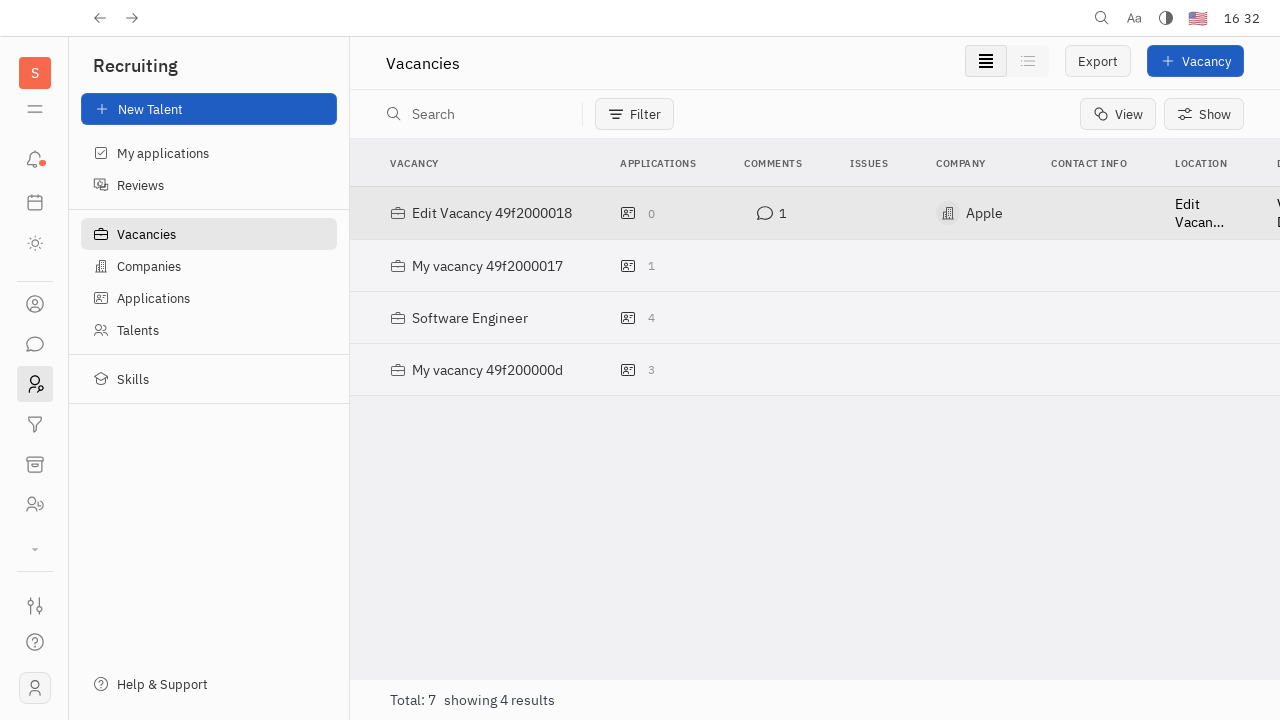 Aa
16 32
S
Recruiting
New Talent
My applications
Reviews
Vacancies
Companies
Applications
Talents
Skills
Help & Support
Vacancies
Export
Vacancy
Search
Filter
View
Show
VACANCY APPLICATIONS COMMENTS ISSUES COMPANY CONTACT INFO LOCATION
Edit Vacancy 49f2000018 0 1 Apple Edit
Vacan...
My vacancy 49f2000017 1
Software Engineer 4
My vacancy 49f200000d 3
Total: 7 showing 4 results